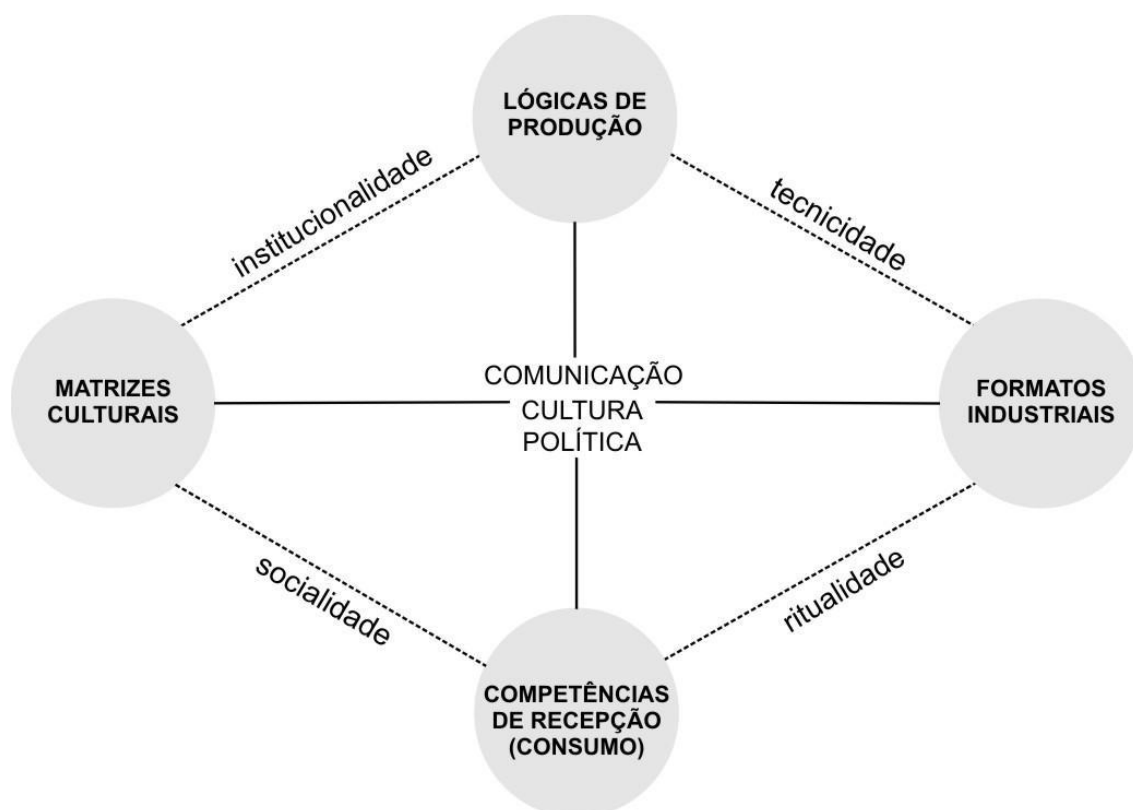 LÓGICAS DE
PRODUÇÃO
institucionalidade
tecnicidade
MATRIZES
CULTURAIS
COMUNICAÇÃO
CULTURA
POLÍTICA
FORMATOS
INDUSTRIAIS
socialidade
ritualidade
COMPETÊNCIAS
DE RECEPÇÃO
(CONSUMO)